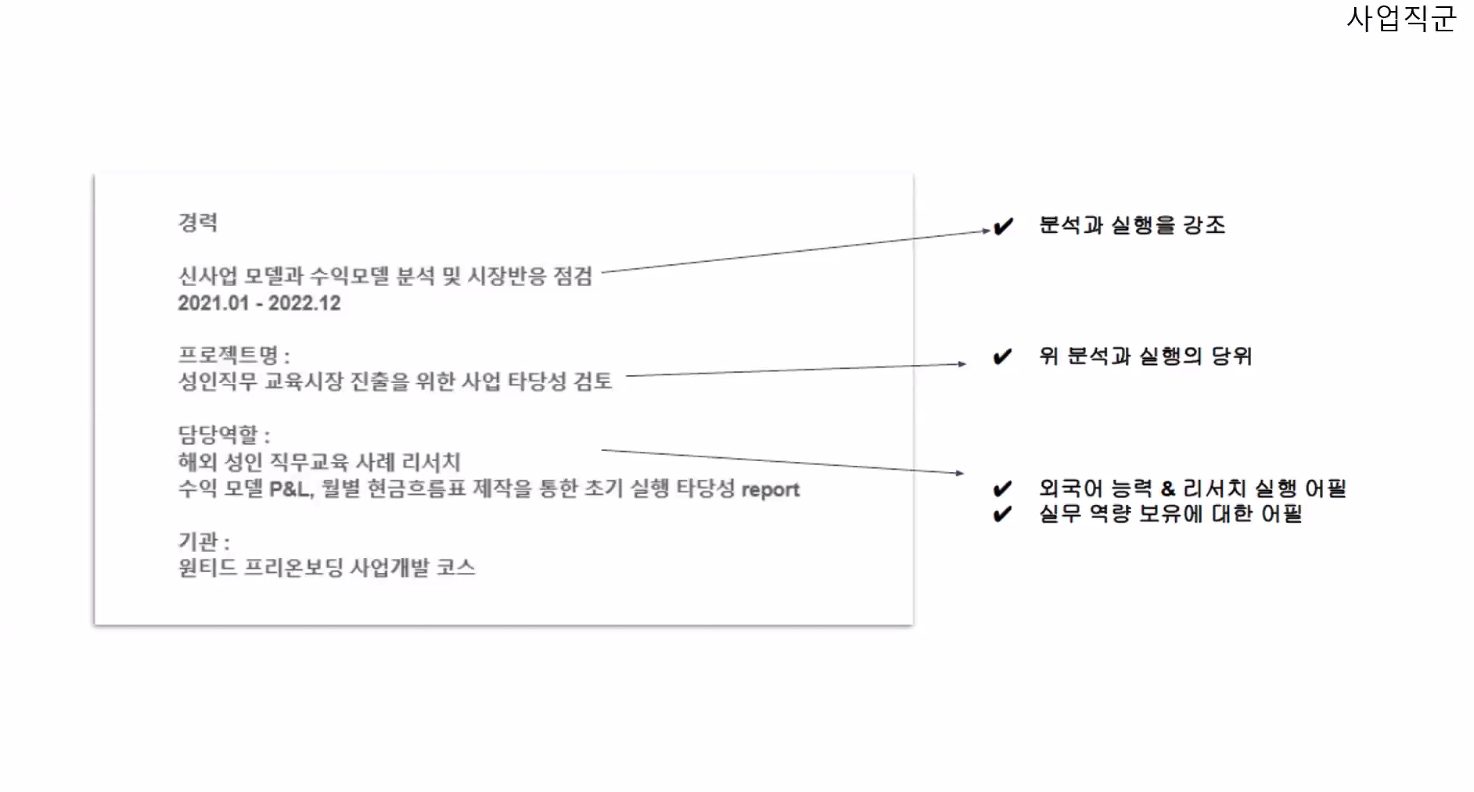 사업직군
경력
신사업 모델과 수익모델 분석 및 시장반응 점검
2021.01 - 2022.12
프로젝트명 :
성인직무 교육시장 진출을 위한 사업 타당성 검토
담당역할 :
해외 성인 직무교육 사례 리서치
수익 모델 P&L, 월별 현금흐름표 제작을 통한 초기 실행 타당성 report
기관 :
원티드 프리온보딩 사업개발 코스
✔ 분석과 실행을 강조
✔ 위 분석과 실행의 당위
✔ 외국어 능력 & 리서치 실행 어필
✔ 실무 역량 보유에 대한 어필